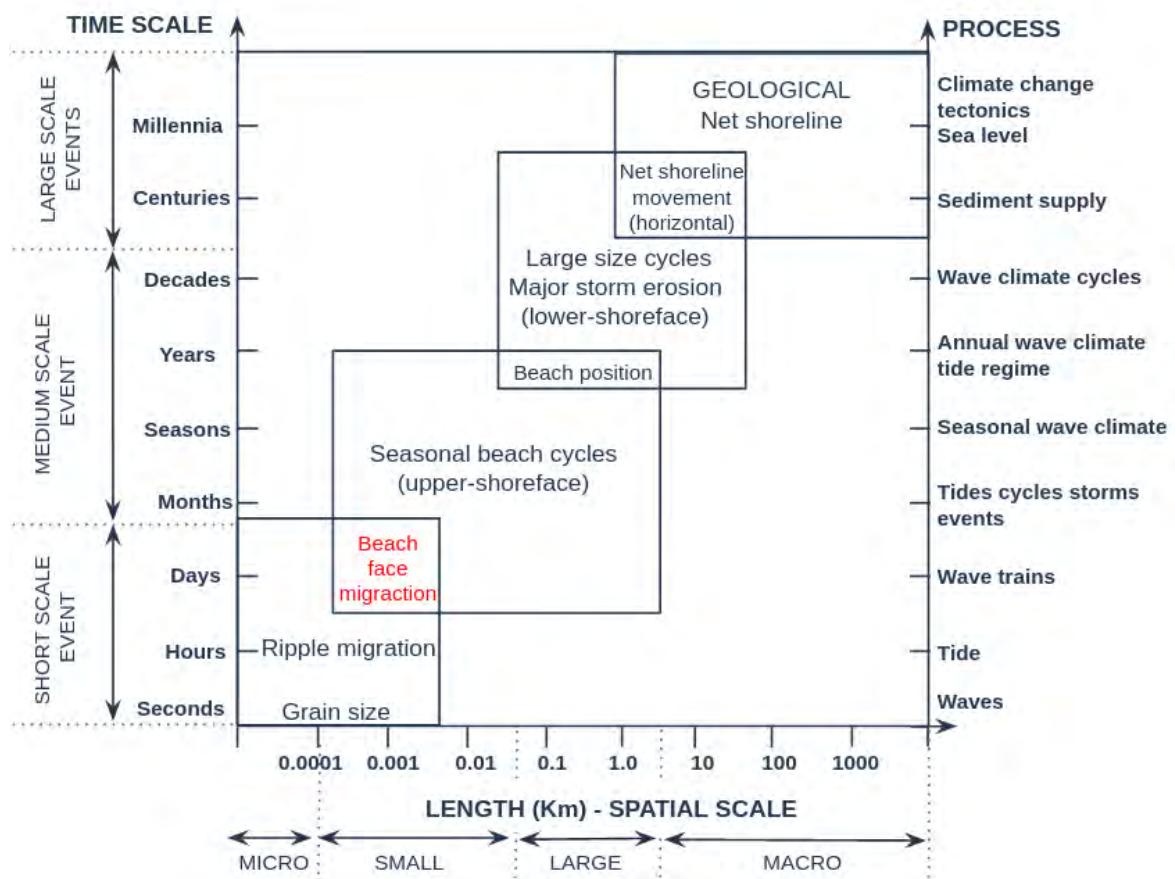 TIME SCALE
PROCESS
LARGE SCALE
EVENTS
MEDIUM SCALE
EVENT
SHORT SCALE
EVENT
Millennia
Centuries
Decades
Years
Seasons
Months
Days
Hours
Seconds
GEOLOGICAL
Net shoreline
Net shoreline
movement
(horizontal)
Large size cycles
Major storm erosion
(lower-shoreface)
Beach position
Seasonal beach cycles
(upper-shoreface)
Beach
face
migraction
Ripple migration
Grain size
Climate change
tectonics
Sea level
Sediment supply
Wave climate cycles
Annual wave climate
tide regime
Seasonal wave climate
Tides cycles storms
events
Wave trains
Tide
Waves
0.0001 0.001 0.01 0.1 1.0 10 100 1000
LENGTH (Km) - SPATIAL SCALE
MICRO SMALL LARGE MACRO